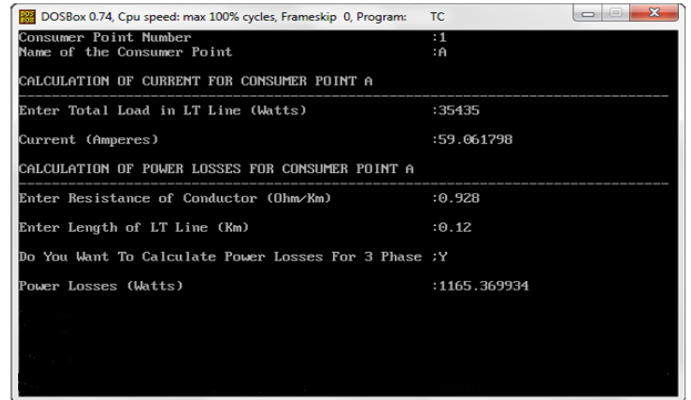 DOSBox 0.74, Cpu speed: max 100% cycles, Frameskip 0, Program: TC
Consumer Point Number :1
Name of the Consumer Point :A
CALCULATION OF CURRENT FOR CONSUMER POINT A
Enter Total Load in LT Line (Watts) :35435
Current (Amperes) :59.061798
CALCULATION OF POWER LOSSES FOR CONSUMER POINT A
Enter Resistance of Conductor (Ohm/Km) :0.928
Enter Length of LT Line (Km) :0.12
Do You Want To Calculate Power Losses For 3 Phase ;Y
Power Losses (Watts) :1165.369934